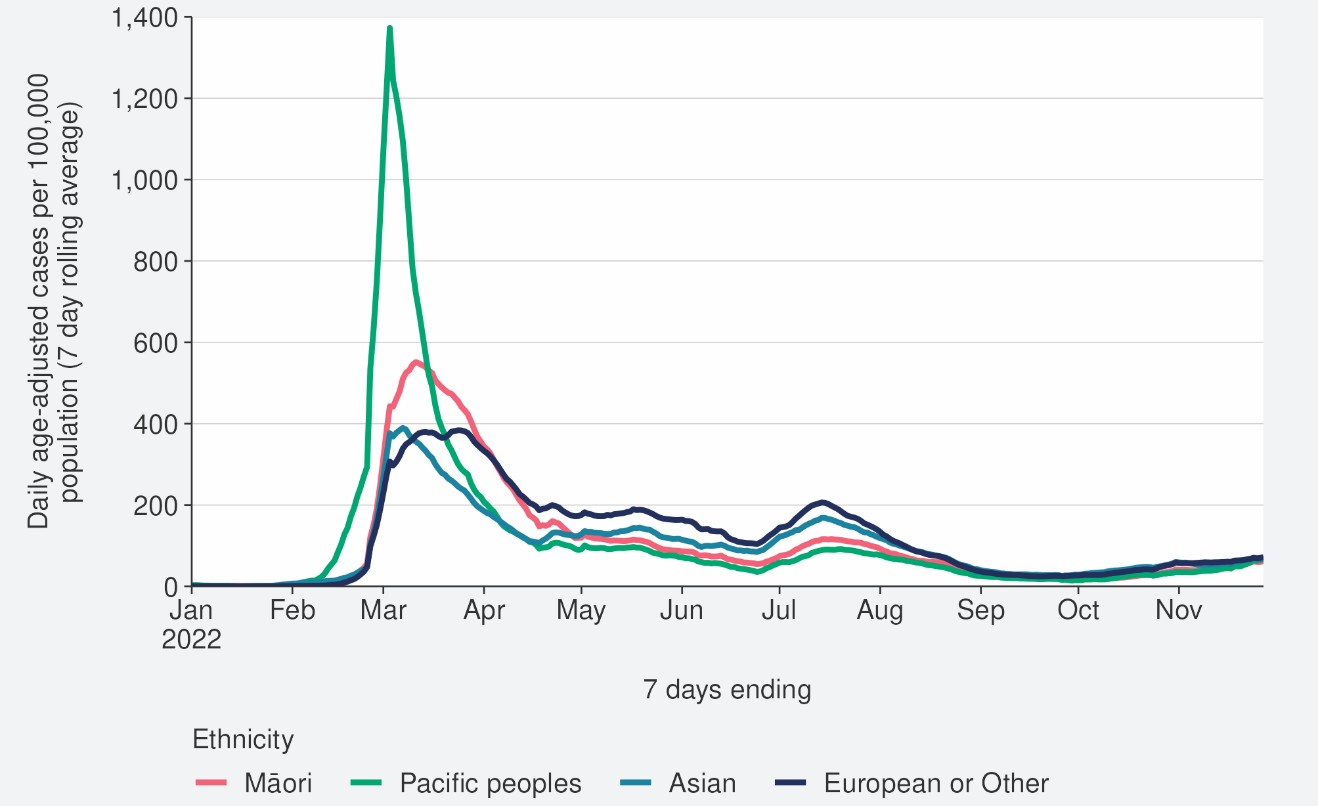 Daily age-adjusted cases per 100,000
population (7 day rolling average)
1,400
1,200
1,000
800
600
400
200
0
Jan Feb Mar Apr May Jun Jul Aug Sep Oct Nov
2022
7 days ending
Ethnicity
Māori Pacific peoples Asian European or Other